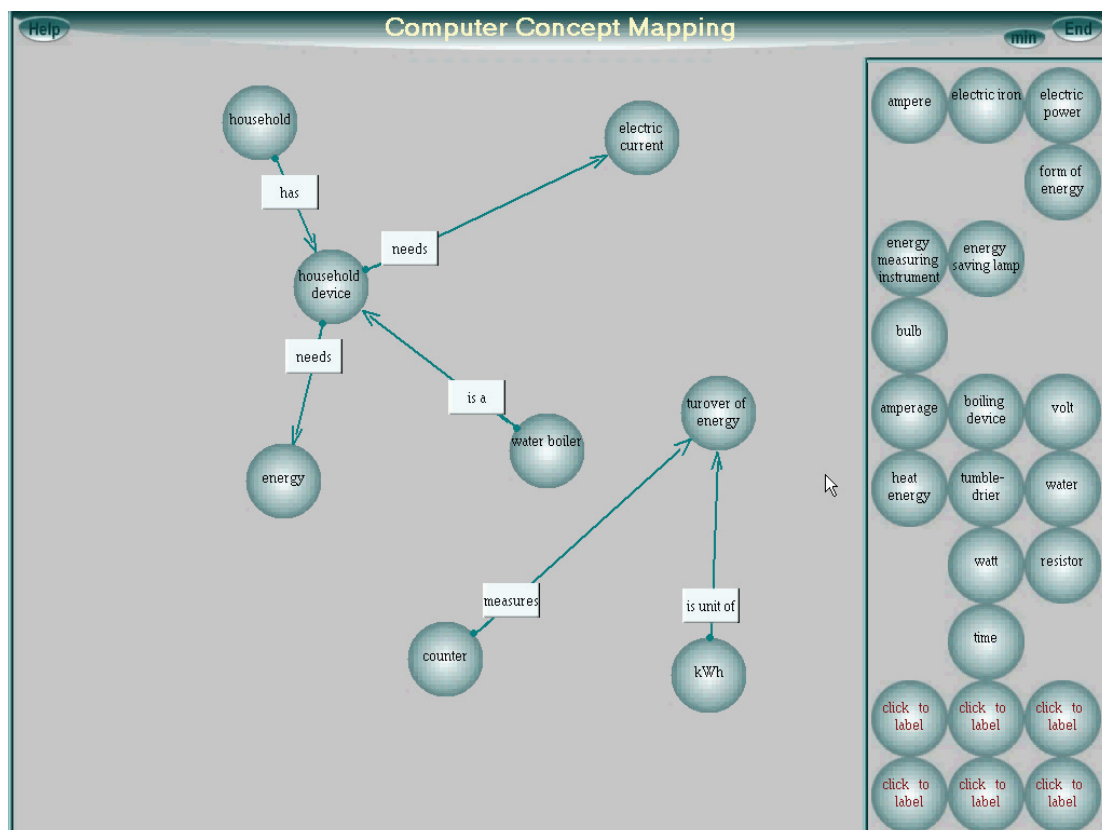 Help
Computer Concept Mapping
min
End
household
electric
current
has
needs
household
device
needs
is a
turover of
energy
water boiler
energy
measures
is unit of
counter
kWh
ampere
electric iron
electric
power
form of
energy
energy
measuring
instrument
energy
saving lamp
bulb
amperage
boiling
device
volt
heat
energy
tumble-
drier
water
watt
resistor
time
click to
label
click to
label
click to
label
click to
label
click to
label
click to
label